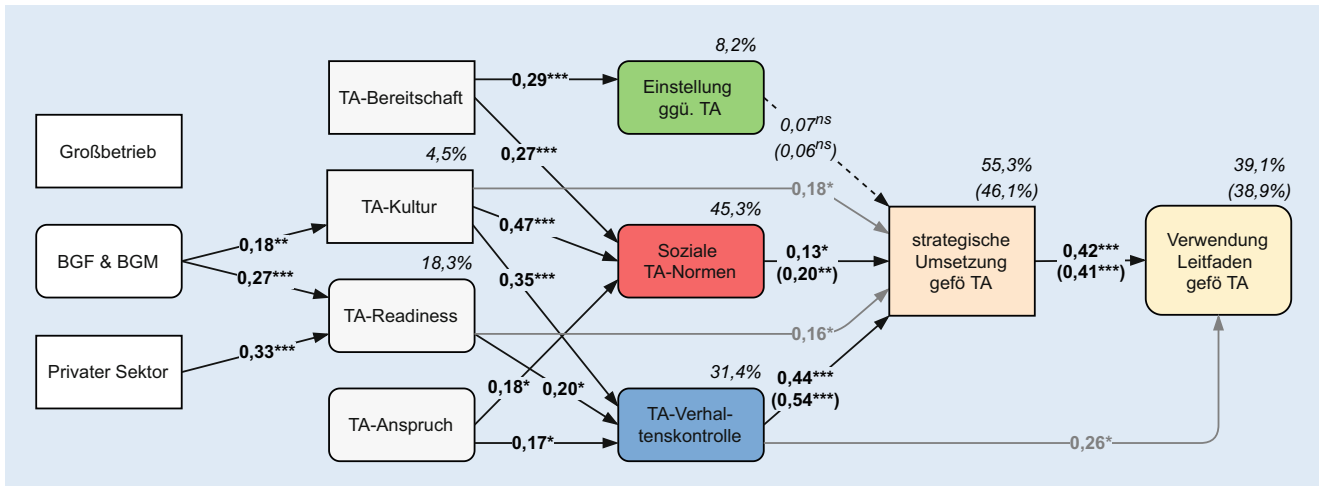 Großbetrieb
BGF & BGM
Privater Sektor
0,18**
0,27***
0,33***
TA-Bereitschaft
4,5%
TA-Kultur
18,3%
TA-Readiness
TA-Anspruch
0,29***
0,27***
0,47***
0,35***
0,18*
0,20*
0,17*
8,2%
Einstellung
ggü. TA
45,3%
Soziale
TA-Normen
31,4%
TA-Verhal-
tenskontrolle
0,07ns
(0,06ns)
0,18*
0,13*
(0,20**)
0,16*
0,44***
(0,54***)
0,26*
55,3%
(46,1%)
strategische
Umsetzung
gefö TA
0,42***
(0,41***)
39,1%
(38,9%)
Verwendung
Leitfaden
gefö TA